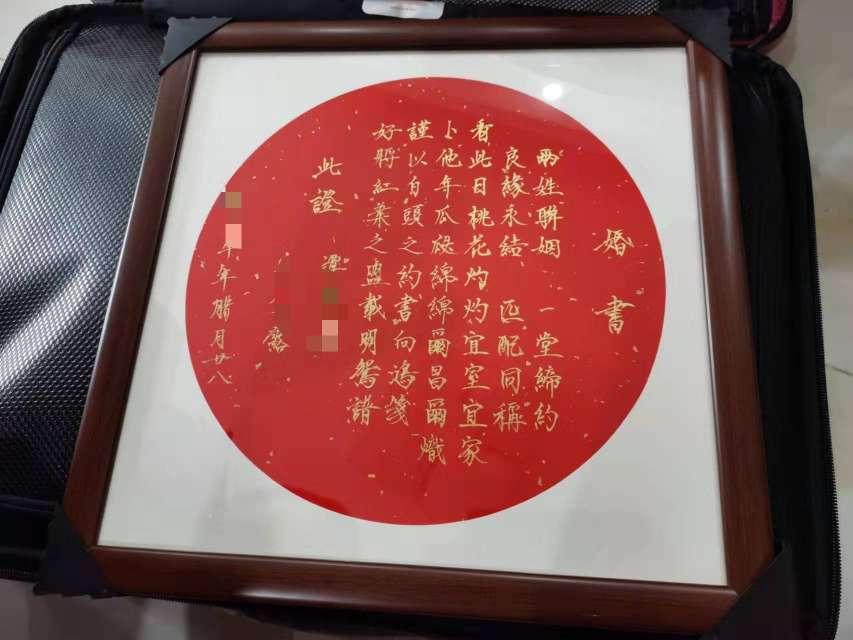 婚書
兩姓聯姻 一堂締約
良緣永結 匹配同稱
看此日桃花灼灼宜室宜家
卜他年瓜瓞綿綿爾昌爾熾
謹以白頭之約書向鴻箋
好將紅葉之盟載明鴛譜
此證
年年腊月廿八